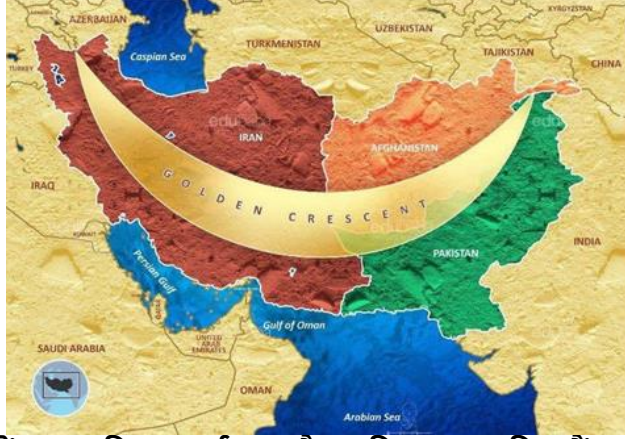 AZERBAIJAN
KYRGYZSTAN
UZBEKISTAN
Caspian Sea
TURKMENISTAN
TAJIKISTAN
CHINA
TURKEY
IRAN
AFGHANISTAN
IRAQ
GOLDEN CRESCENT
KUWAIT
PAKISTAN
INDIA
Persian Gulf
Gulf of Oman
SAUDI ARABIA
UNITED
ARAB
EMIRATES
OMAN
Arabian Sea